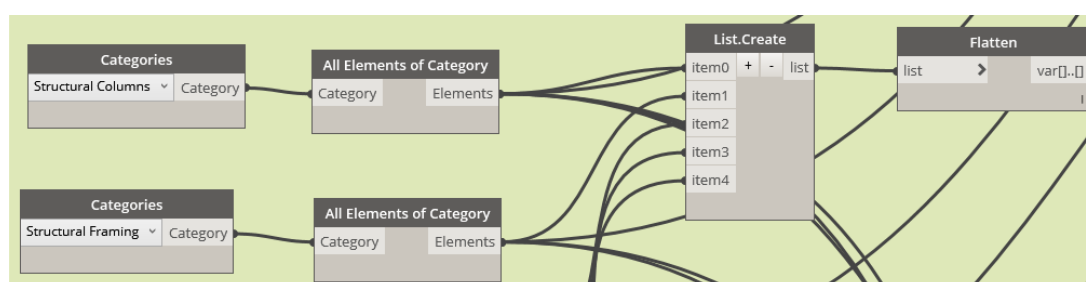 Categories
Structural Columns
Category
All Elements of Category
Category Elements
List.Create
item0 + - list
item1
item2
item3
item4
Flatten
list > var[]..[]
Categories
Structural Framing
Category
All Elements of Category
Category Elements